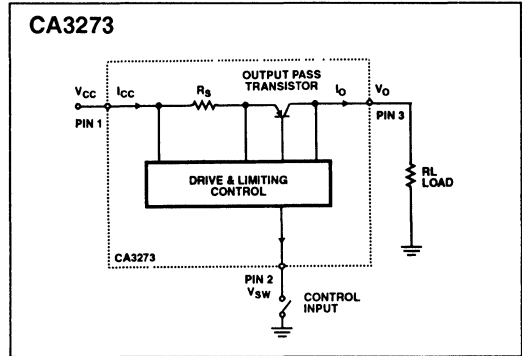 CA3273
OUTPUT PASS
TRANSISTOR
VCC
ICC
RS
IO
VO
PIN 1
PIN 3
DRIVE & LIMITING
CONTROL
RL
LOAD
CA3273
PIN 2
VSW
CONTROL
INPUT